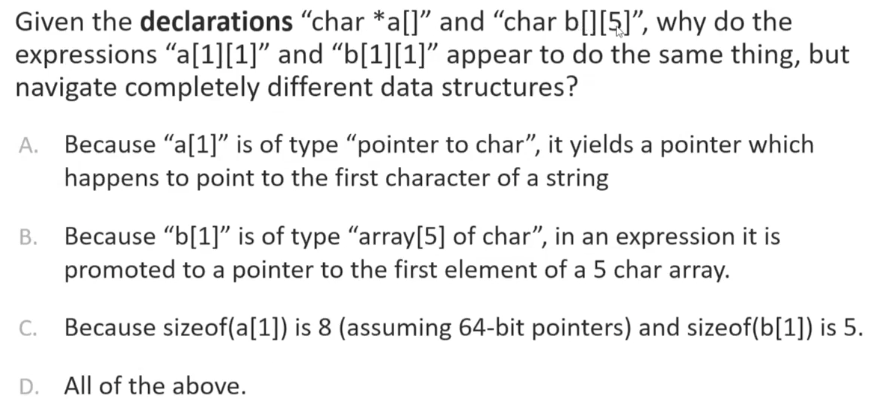 Given the declarations “char *a[]” and “char b[][5]”, why do the
expressions “a[1][1]” and “b[1][1]” appear to do the same thing, but
navigate completely different data structures?
A. Because “a[1]” is of type “pointer to char”, it yields a pointer which
happens to point to the first character of a string
B. Because “b[1]” is of type “array[5] of char”, in an expression it is
promoted to a pointer to the first element of a 5 char array.
C. Because sizeof(a[1]) is 8 (assuming 64-bit pointers) and sizeof(b[1]) is 5.
D. All of the above.